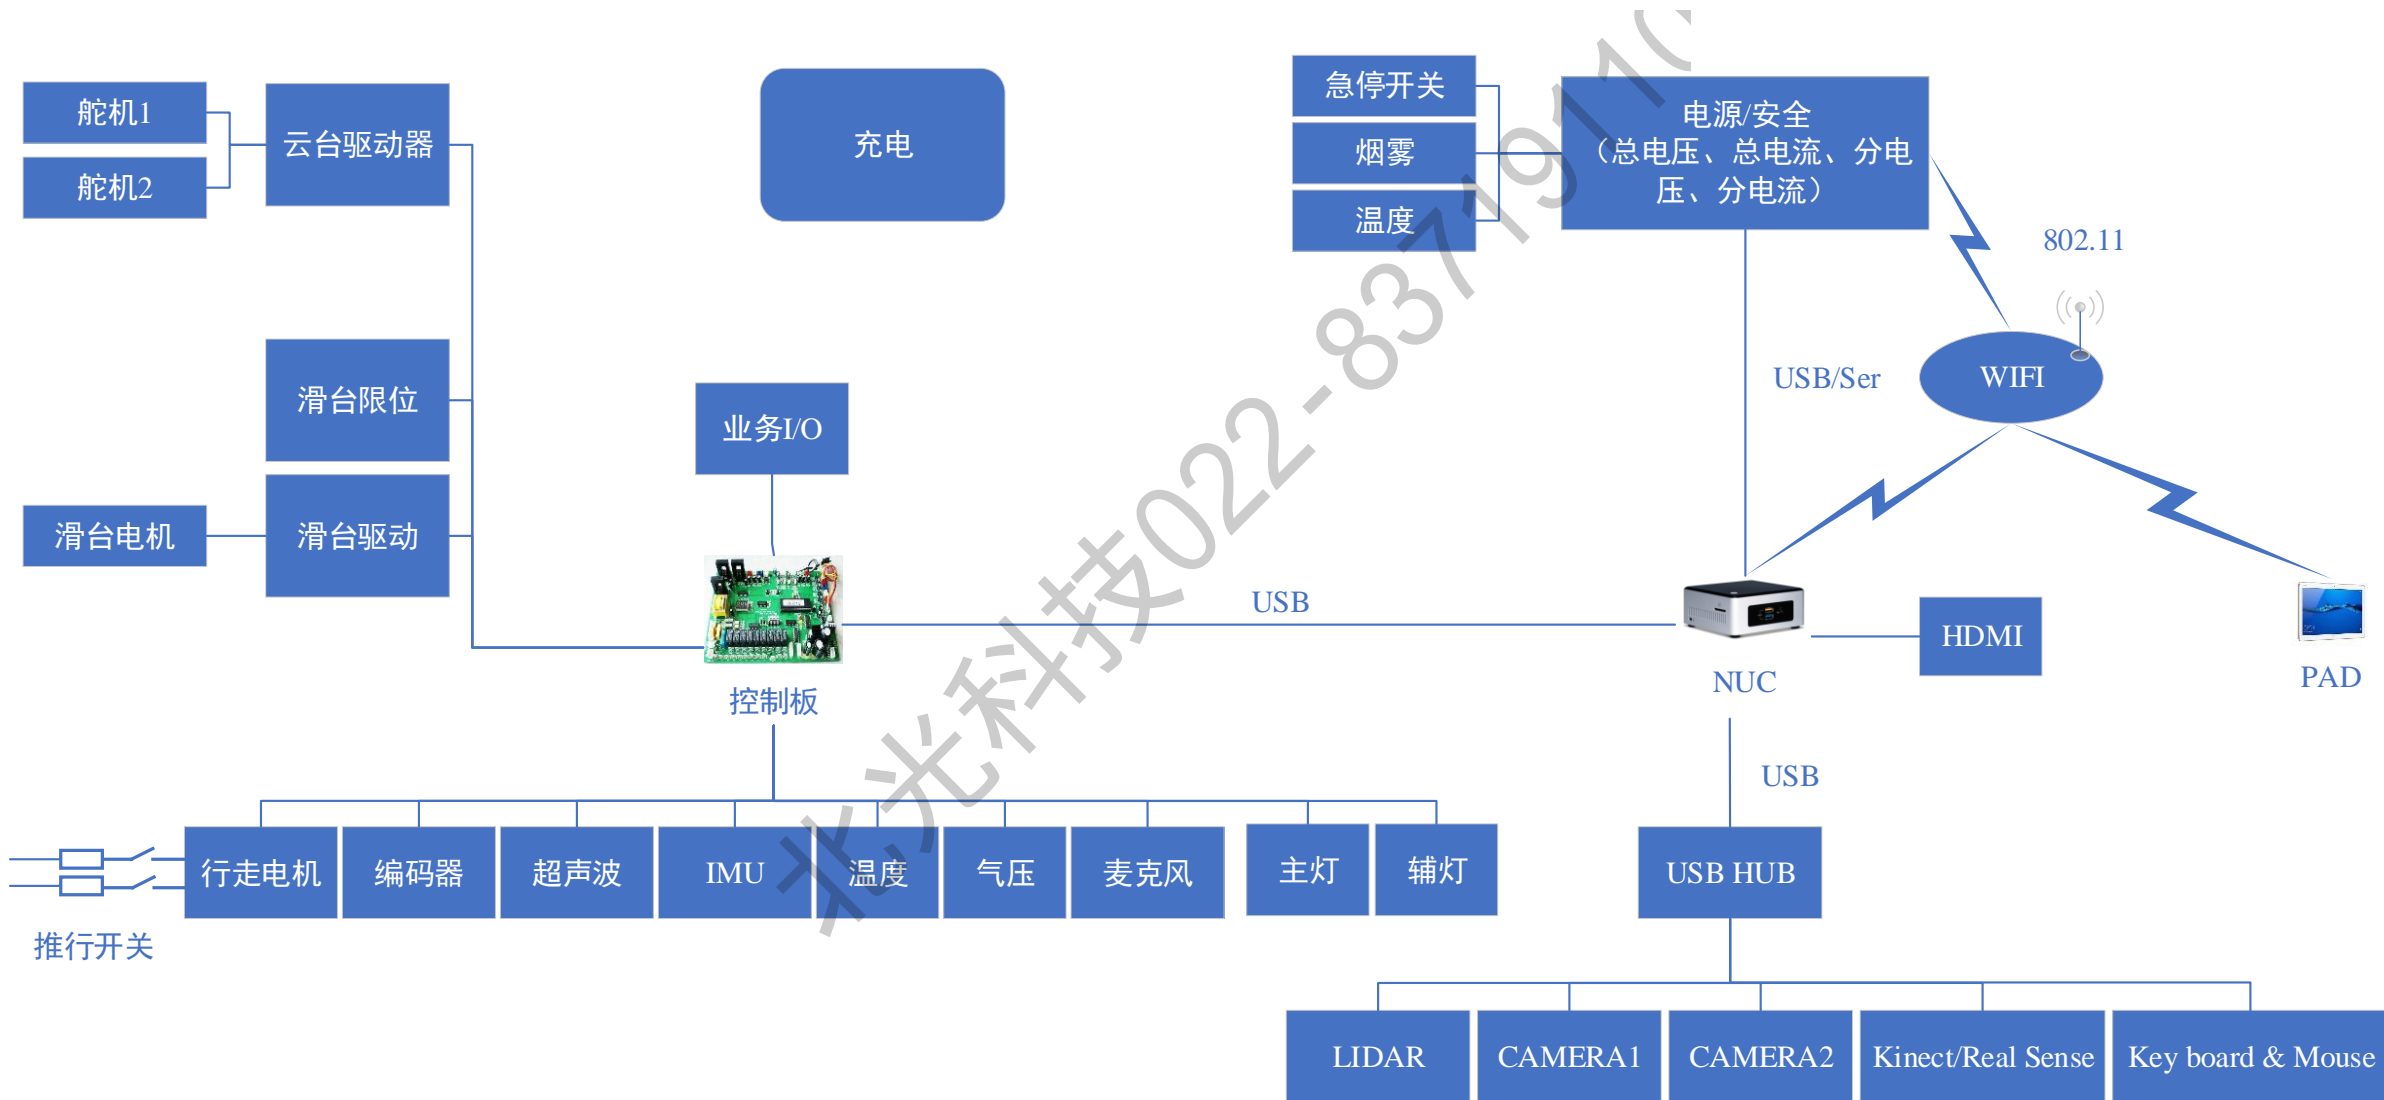 舵机1
舵机2
云台驱动器
充电
急停开关
烟雾
温度
电源/安全
（总电压、总电流、分电
压、分电流）
802.11
WIFI
USB/Ser
滑台限位
滑台电机
滑台驱动
业务I/O
控制板
USB
NUC
HDMI
PAD
USB
推行开关
行走电机
编码器
超声波
IMU
温度
气压
麦克风
主灯
辅灯
USB HUB
LIDAR
CAMERA1
CAMERA2
Kinect/Real Sense
Key board & Mouse
北光科技022-8371910